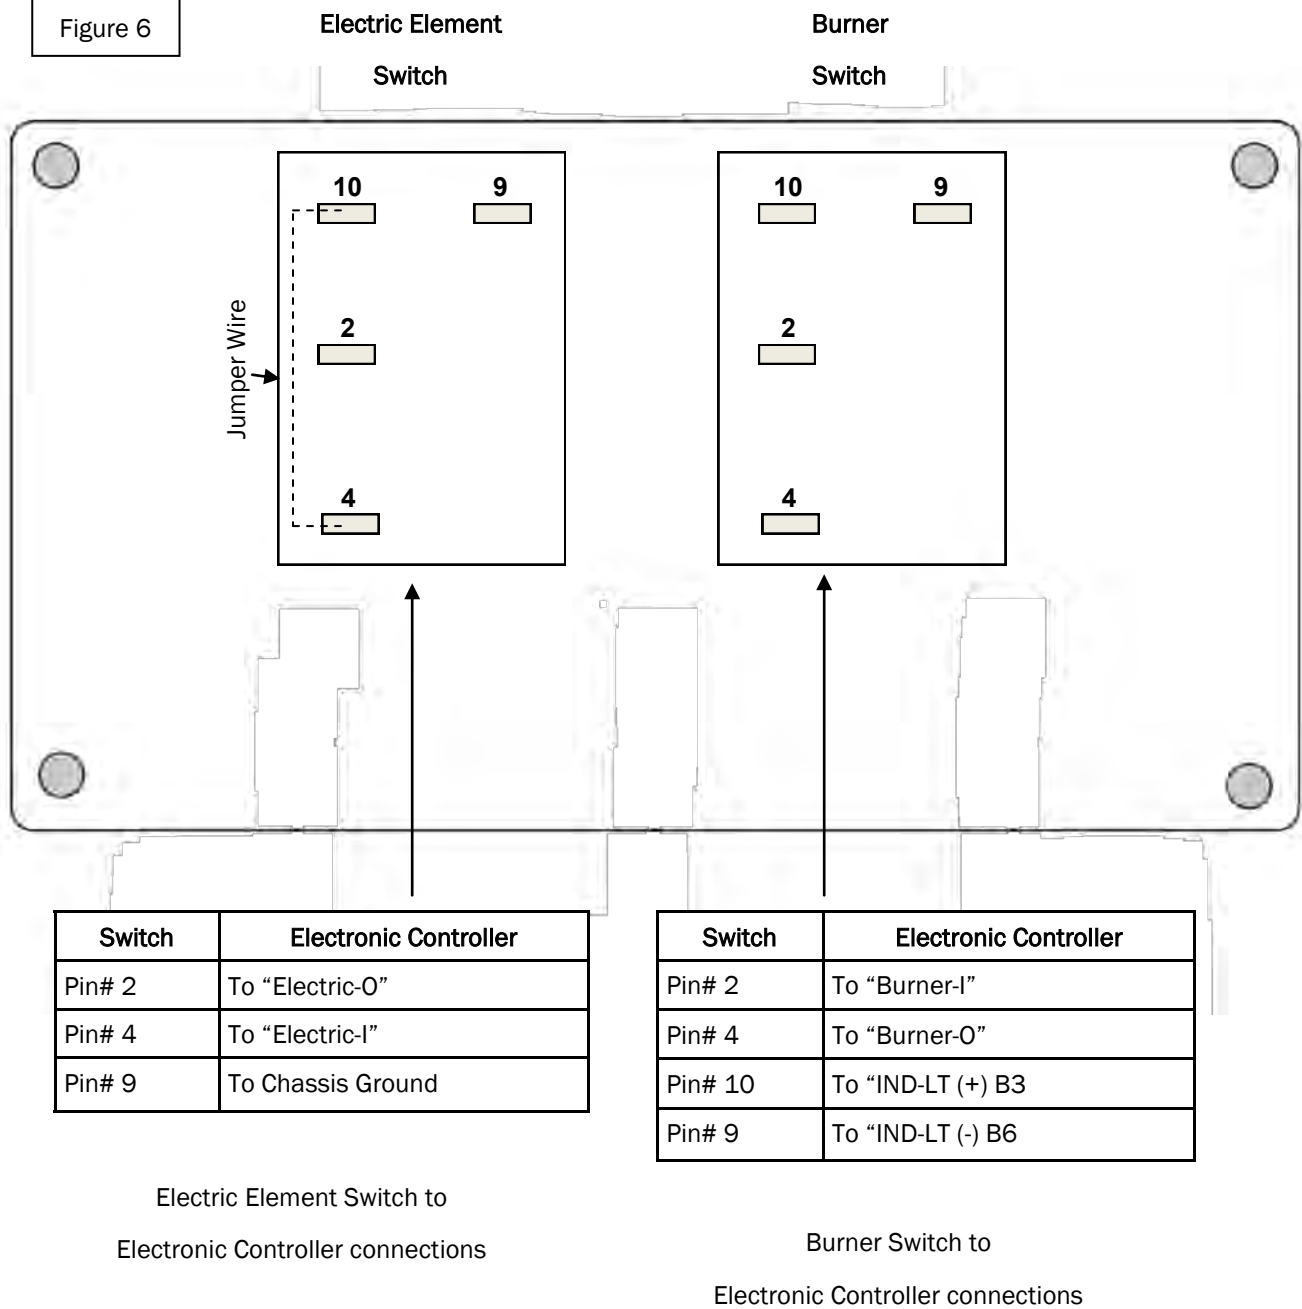 Figure 6
Electric Element
Switch
Burner
Switch
10
9
2
4
Jumper Wire
10
9
2
4
Switch Electronic Controller
Pin# 2 To “Electric-O”
Pin# 4 To “Electric-I”
Pin# 9 To Chassis Ground
Switch Electronic Controller
Pin# 2 To “Burner-I”
Pin# 4 To “Burner-O”
Pin# 10 To “IND-LT (+) B3
Pin# 9 To “IND-LT (-) B6
Electric Element Switch to
Electronic Controller connections
Burner Switch to
Electronic Controller connections